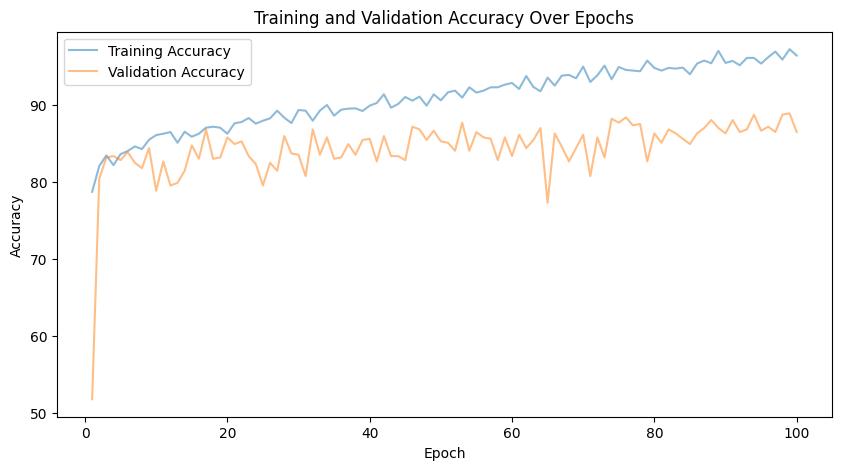 Training and Validation Accuracy Over Epochs
Training Accuracy
Validation Accuracy
90
80
70
60
50
Accuracy
0 20 40 60 80 100
Epoch